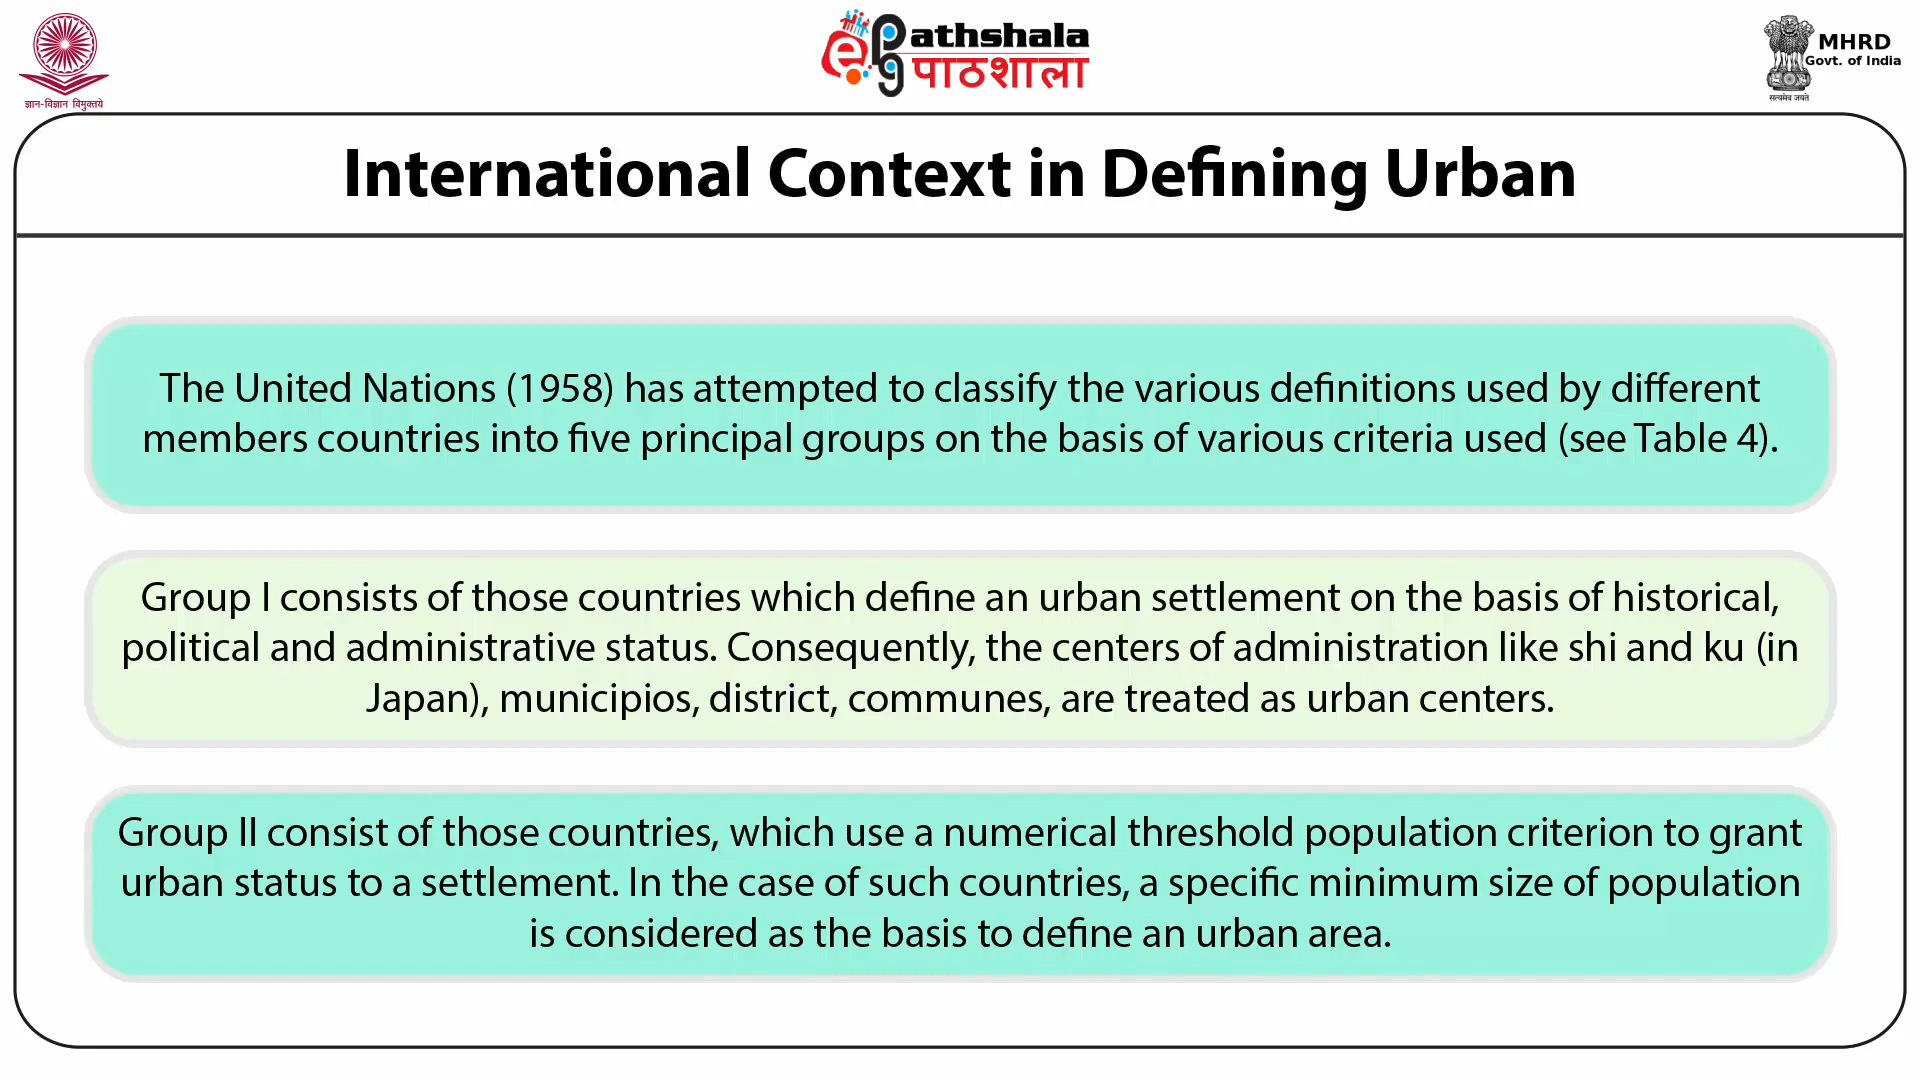 ज्ञान-विज्ञान विमुक्तये
ePG athshala
पाठशाला
MHRD
Govt. of India
सत्यमेव जयते
International Context in Defining Urban
The United Nations (1958) has attempted to classify the various definitions used by different
members countries into five principal groups on the basis of various criteria used (see Table 4).
Group I consists of those countries which define an urban settlement on the basis of historical,
political and administrative status. Consequently, the centers of administration like shi and ku (in
Japan), municipios, district, communes, are treated as urban centers.
Group II consist of those countries, which use a numerical threshold population criterion to grant
urban status to a settlement. In the case of such countries, a specific minimum size of population
is considered as the basis to define an urban area.